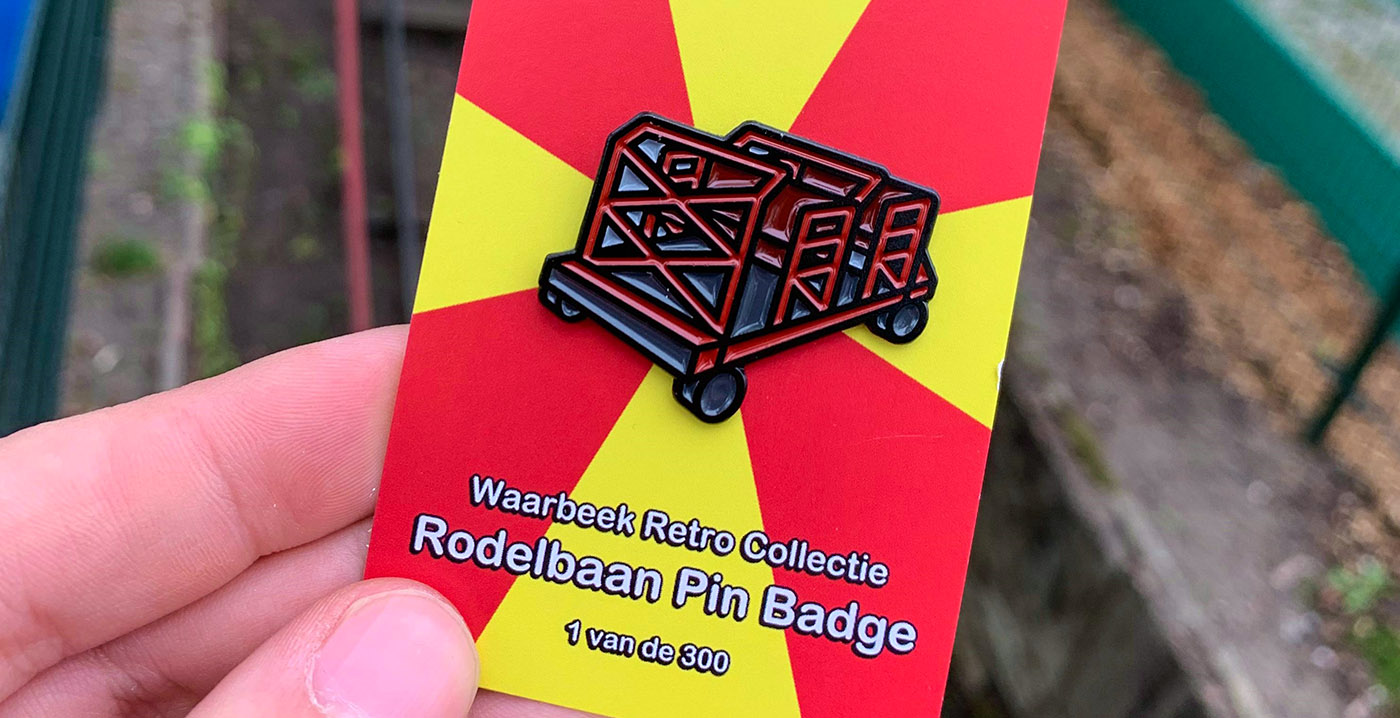 Waarbeek Retro Collectie
Rodelbaan Pin Badge
1 van de 300